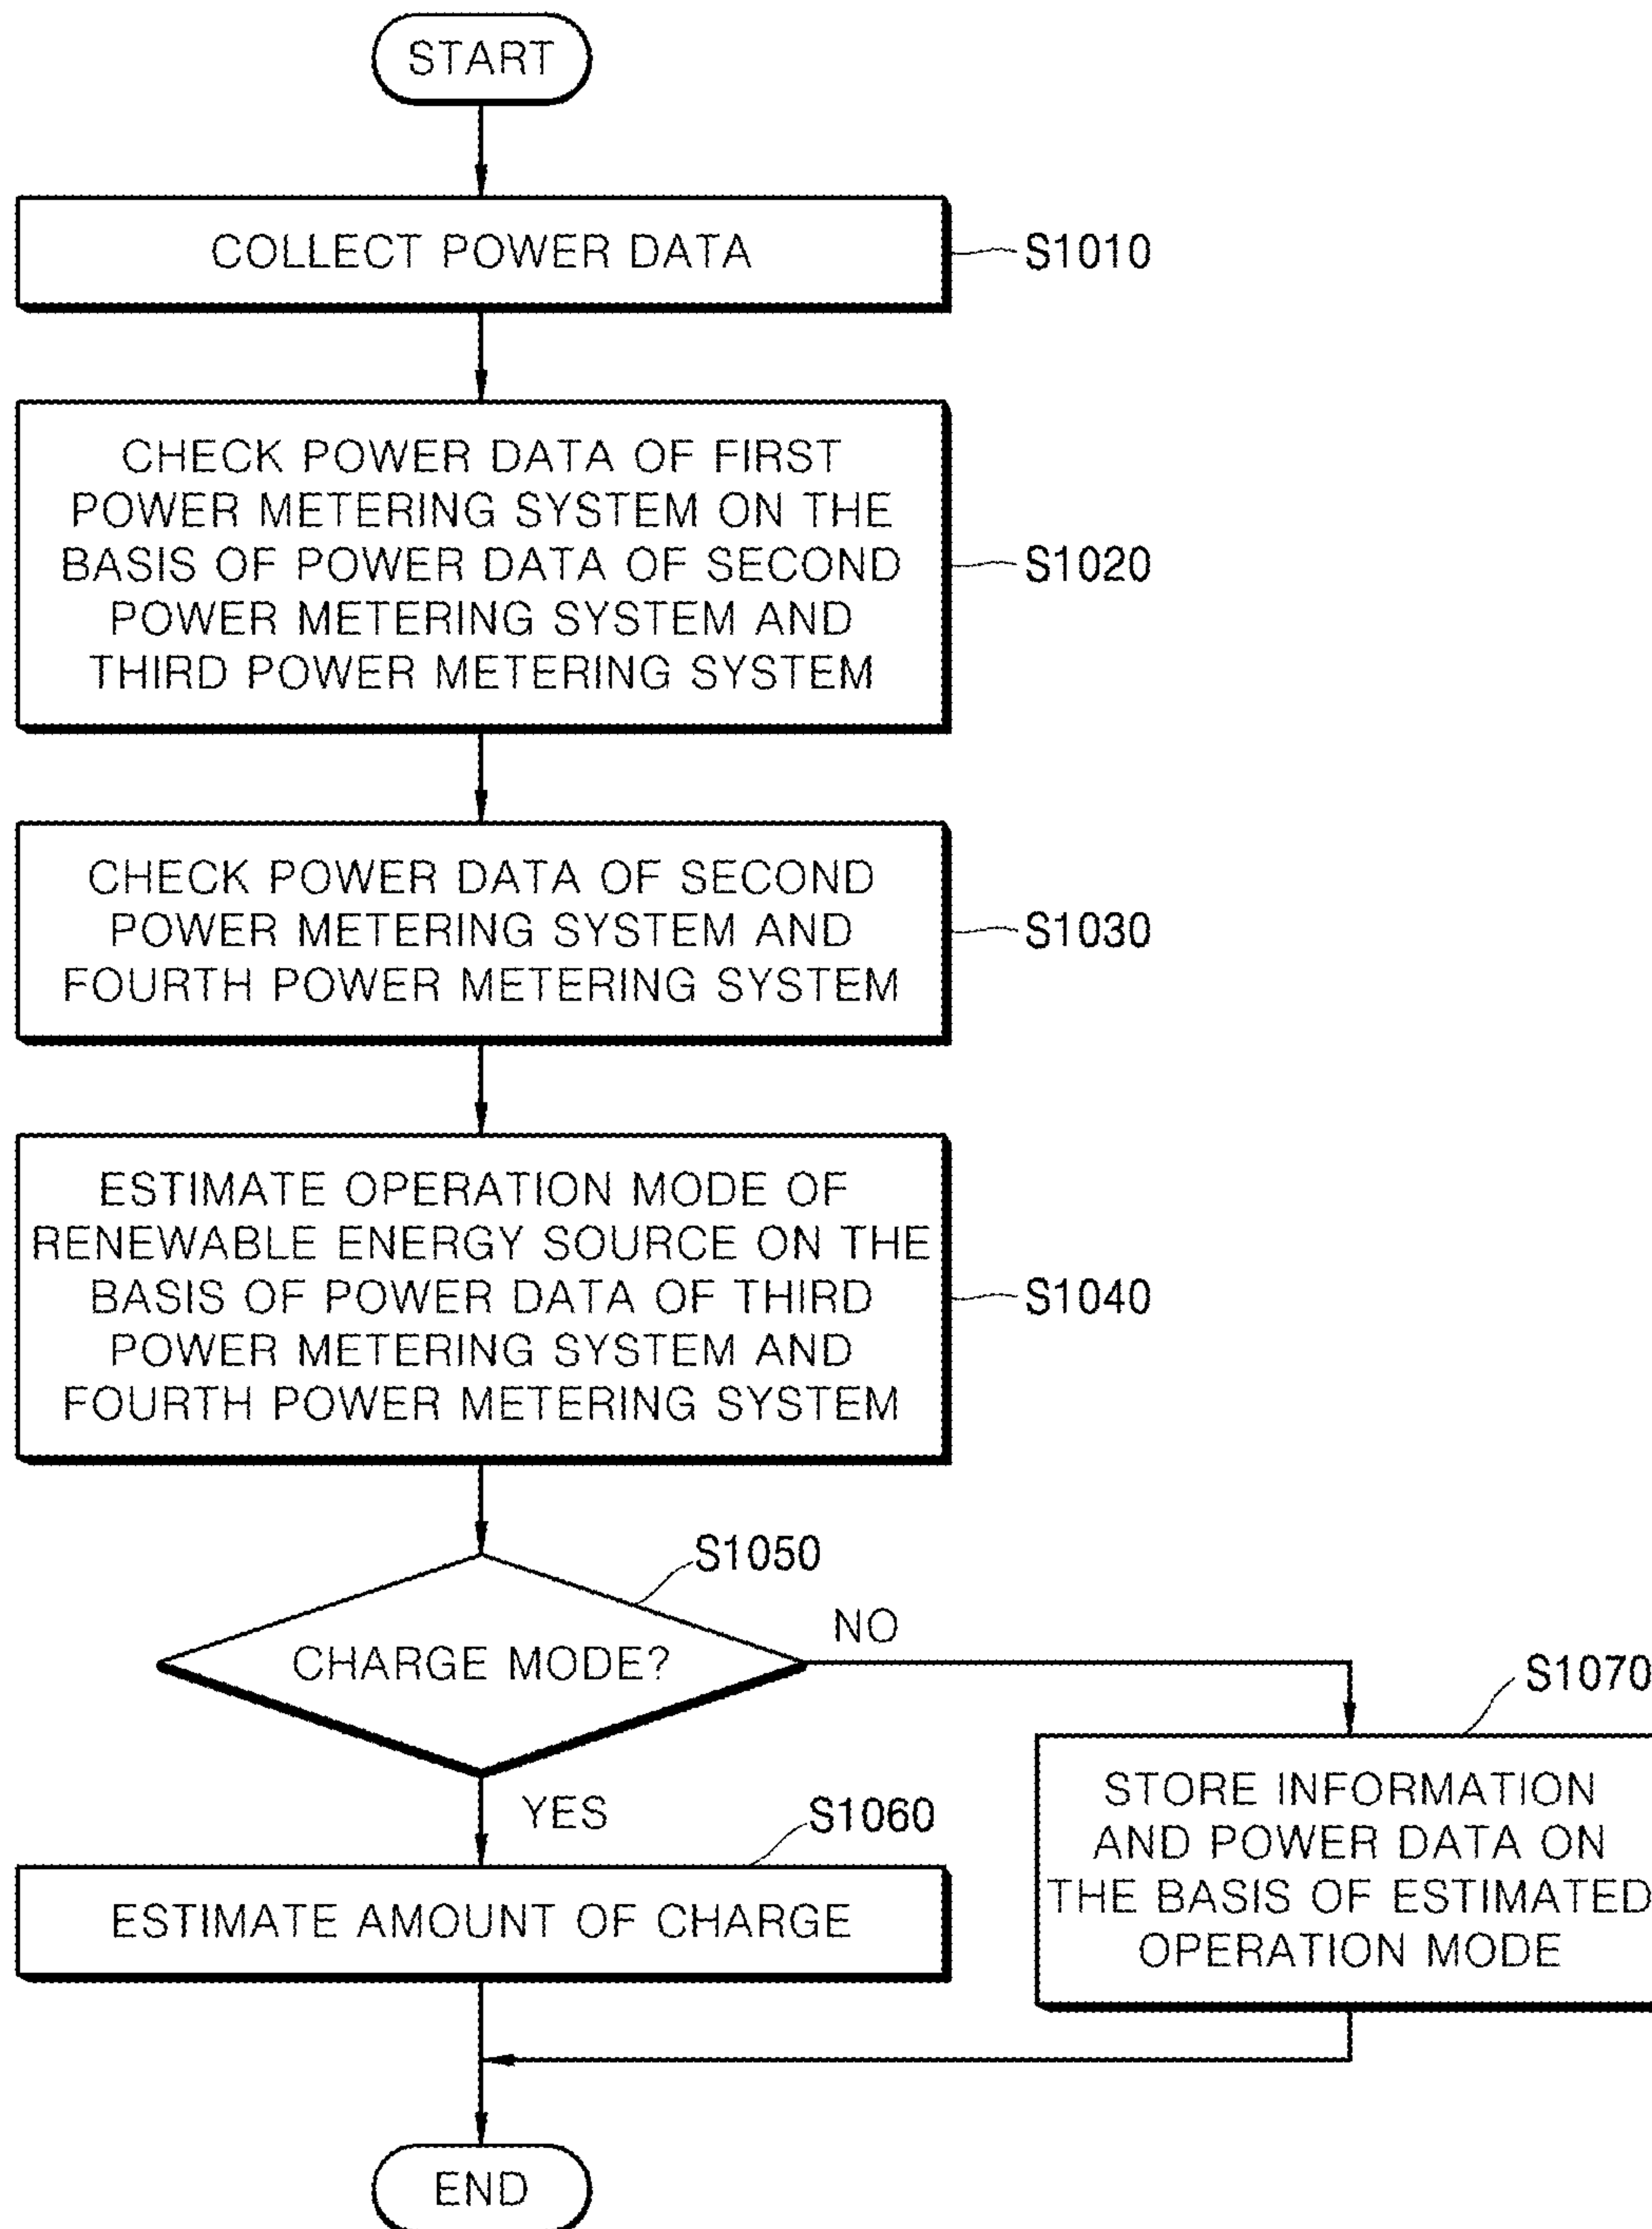 START
COLLECT POWER DATA
S1010
CHECK POWER DATA OF FIRST
POWER METERING SYSTEM ON THE
BASIS OF POWER DATA OF SECOND
POWER METERING SYSTEM AND
THIRD POWER METERING SYSTEM
S1020
CHECK POWER DATA OF SECOND
POWER METERING SYSTEM AND
FOURTH POWER METERING SYSTEM
S1030
ESTIMATE OPERATION MODE OF
RENEWABLE ENERGY SOURCE ON THE
BASIS OF POWER DATA OF THIRD
POWER METERING SYSTEM AND
FOURTH POWER METERING SYSTEM
S1040
S1050
CHARGE MODE?
NO
YES
S1060
ESTIMATE AMOUNT OF CHARGE
S1070
STORE INFORMATION
AND POWER DATA ON
THE BASIS OF ESTIMATED
OPERATION MODE
END